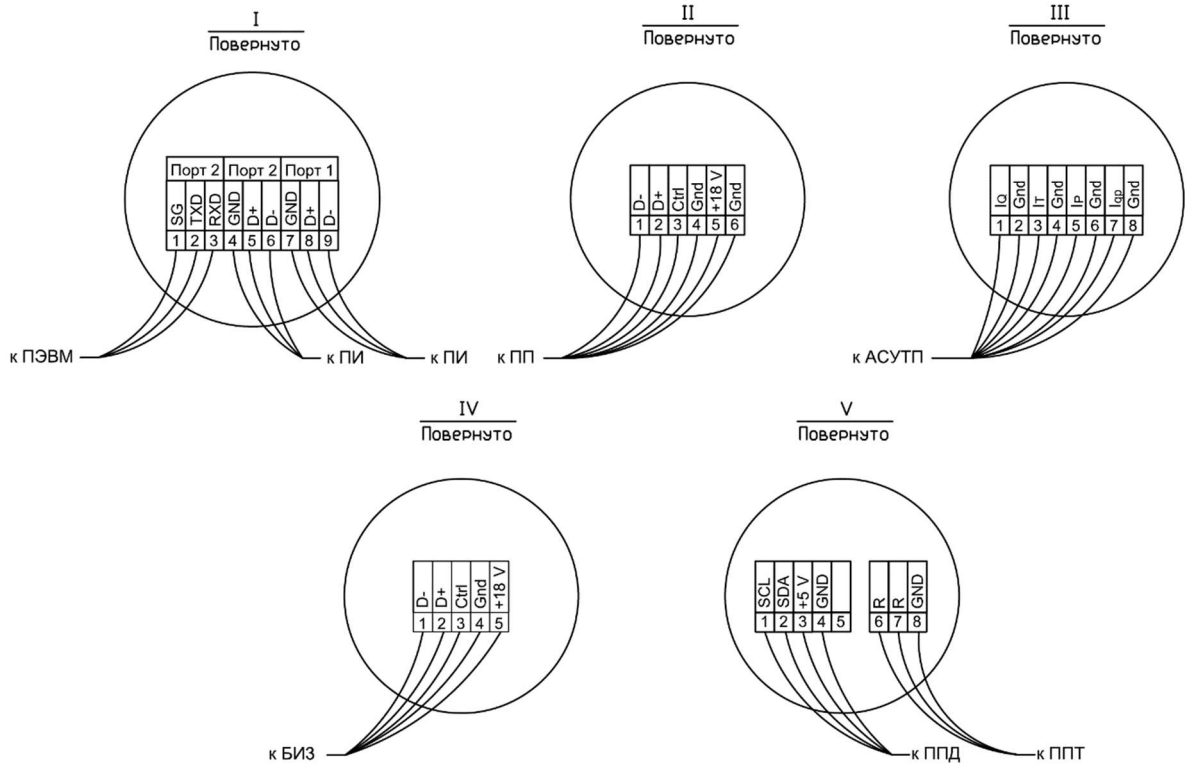 I
Повернуто
Порт 2 Порт 2 Порт 1
SG TXD RXD GND D+ D- GND D+ D-
1 2 3 4 5 6 7 8 9
к ПЭВМ к ПИ к ПИ
II
Повернуто
D- D+ Ctrl Gnd +18 V Gnd
1 2 3 4 5 6
к ПП
III
Повернуто
IQ Gnd IT Gnd IP Gnd Iqp Gnd
1 2 3 4 5 6 7 8
к АСУТП
IV
Повернуто
D- D+ Ctrl Gnd +18 V
1 2 3 4 5
к БИЗ
V
Повернуто
SCL SDA +5 V GND R R GND
1 2 3 4 5 6 7 8
к ППД к ППТ